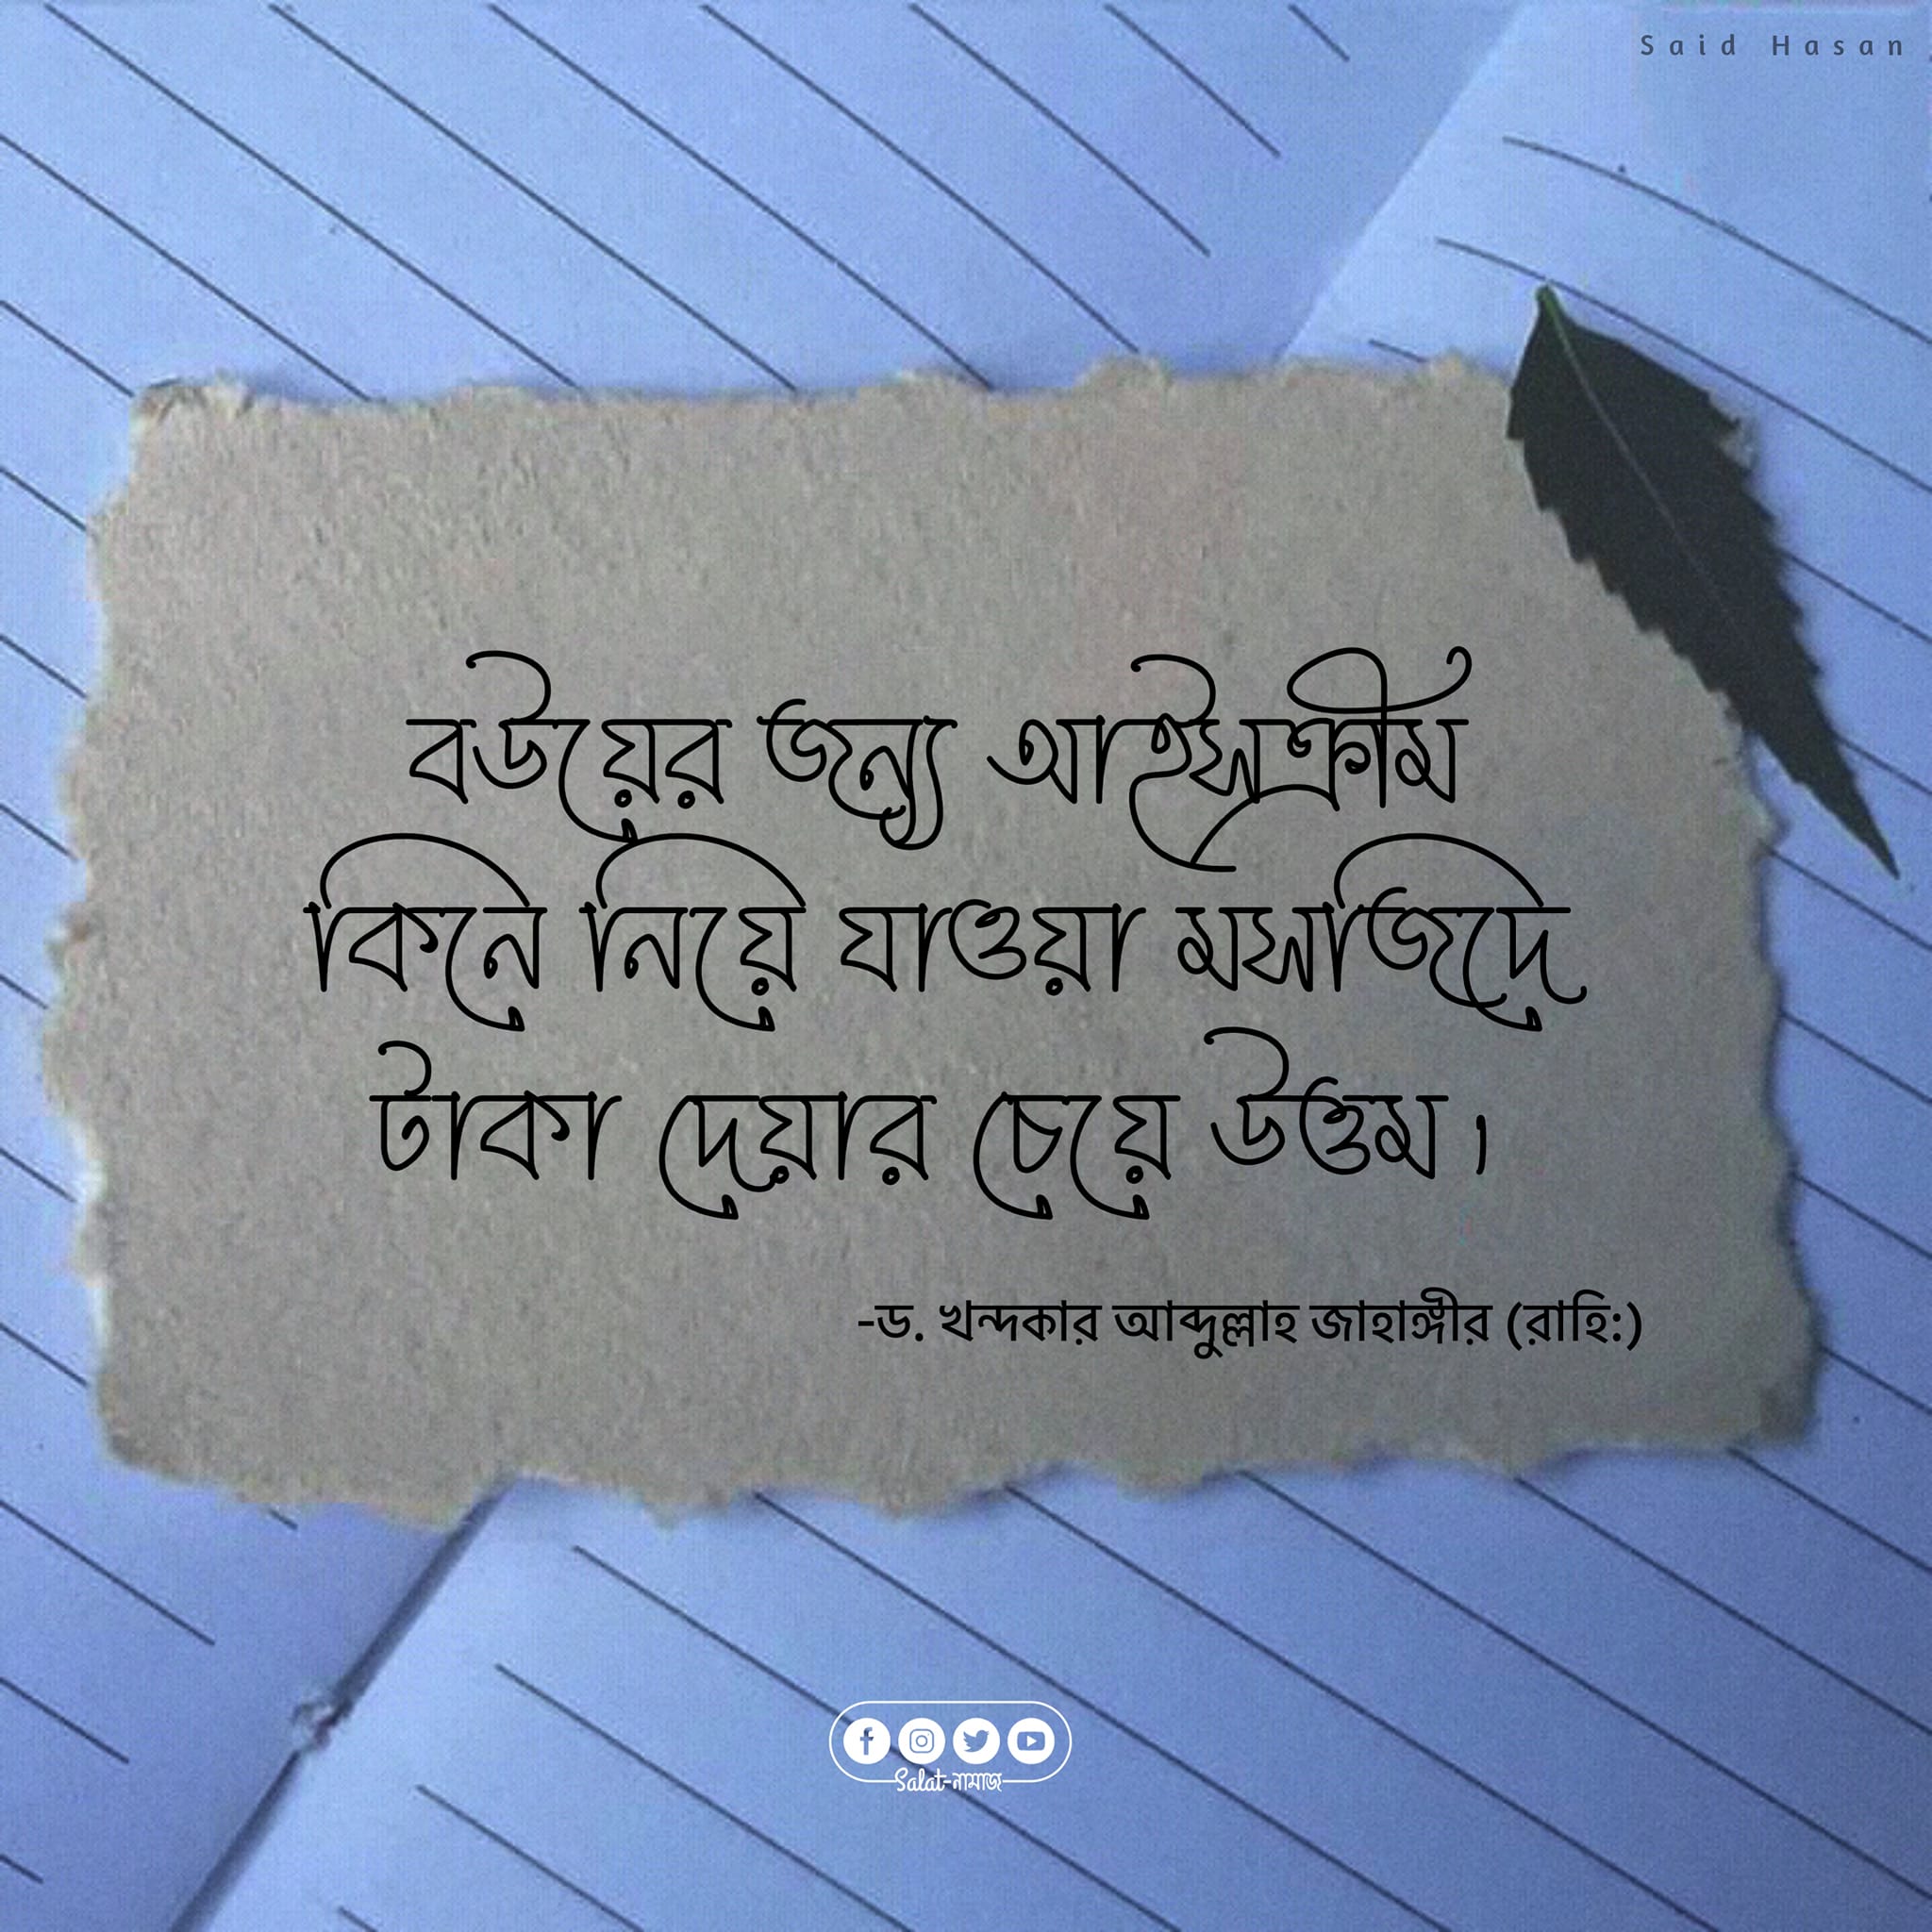 Said Hasan
বউয়ের জন্য আইসক্রীম
কিনে নিয়ে যাওয়া মসজিদে
টাকা দেয়ার চেয়ে উত্তম।
-ড. খন্দকার আব্দুল্লাহ জাহাঙ্গীর (রাহি:)
Salat-নামাজ